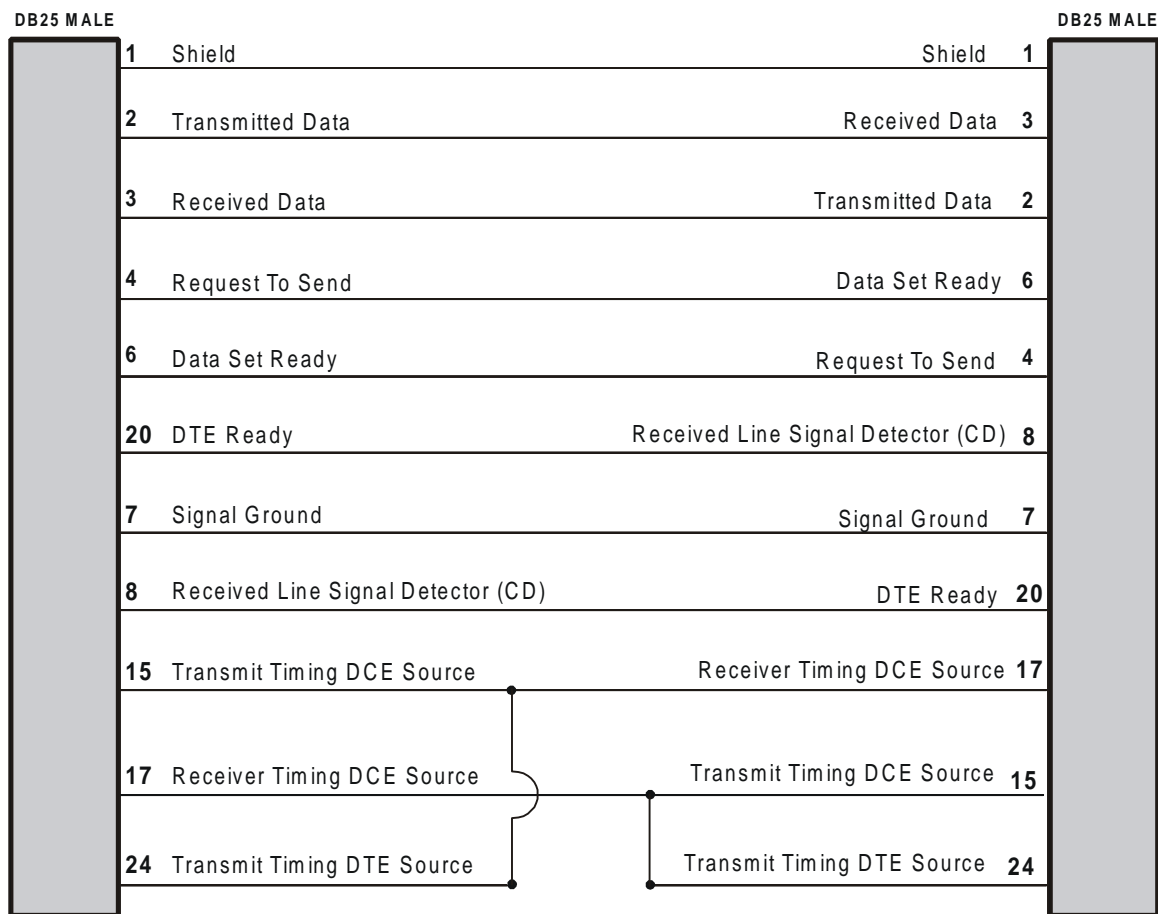 DB25 MALE DB25 MALE
1 Shield Shield 1
2 Transmitted Data Received Data 3
3 Received Data Transmitted Data 2
4 Request To Send Data Set Ready 6
6 Data Set Ready Request To Send 4
20 DTE Ready Received Line Signal Detector (CD) 8
7 Signal Ground Signal Ground 7
8 Received Line Signal Detector (CD) DTE Ready 20
15 Transmit Timing DCE Source Receiver Timing DCE Source 17
17 Receiver Timing DCE Source Transmit Timing DCE Source 15
24 Transmit Timing DTE Source Transmit Timing DTE Source 24